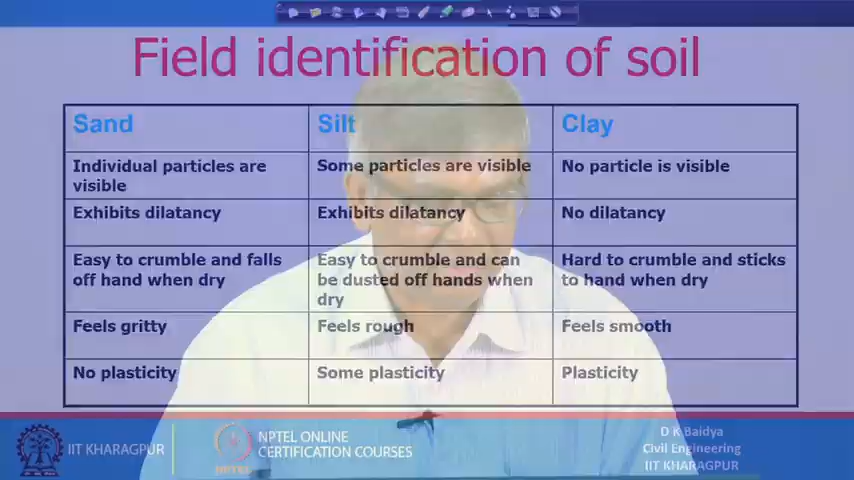 Field identification of soil
Sand
Silt
Clay
Individual particles are
visible
Some particles are visible
No particle is visible
Exhibits dilatancy
Exhibits dilatancy
No dilatancy
Easy to crumble and falls
off hand when dry
Easy to crumble and can
be dusted off hands when
dry
Hard to crumble and sticks
to hand when dry
Feels gritty
Feels rough
Feels smooth
No plasticity
Some plasticity
Plasticity
IIT KHARAGPUR
NPTEL
NPTEL ONLINE
CERTIFICATION COURSES
D K Baidya
Civil Engineering
IIT KHARAGPUR